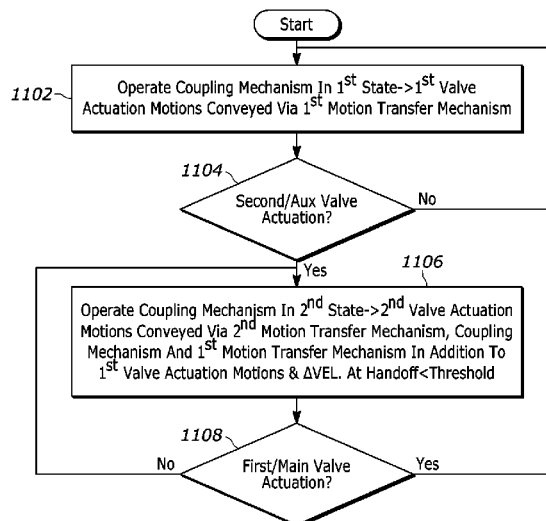 Start
1102
Operate Coupling Mechanism In 1st State->1st Valve
Actuation Motions Conveyed Via 1st Motion Transfer Mechanism
1104
Second/Aux Valve
Actuation?
No
Yes
1106
Operate Coupling Mechanjsm In 2nd State->2nd Valve Actuation
Motions Conveyed Via 2nd Motion Transfer Mechanism, Coupling
Mechanism And 1st Motion Transfer Mechanism In Addition To
1st Valve Actuation Motions & ΔVEL. At Handoff<Threshold
1108
No
First/Main Valve
Actuation?
Yes